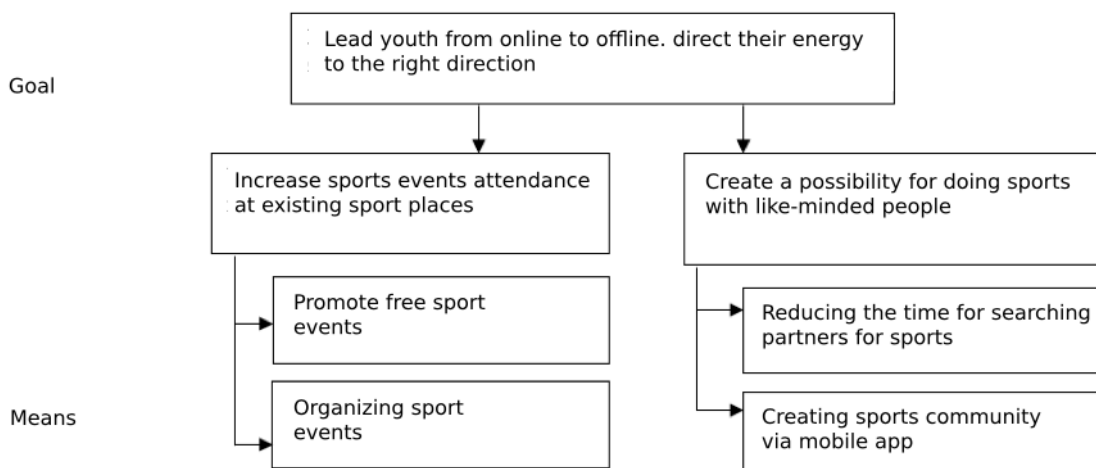 Lead youth from online to offline. direct their energy
to the right direction
Goal
Increase sports events attendance
at existing sport places
Create a possibility for doing sports
with like-minded people
Promote free sport
events
Reducing the time for searching
partners for sports
Organizing sport
events
Means
Creating sports community
via mobile app